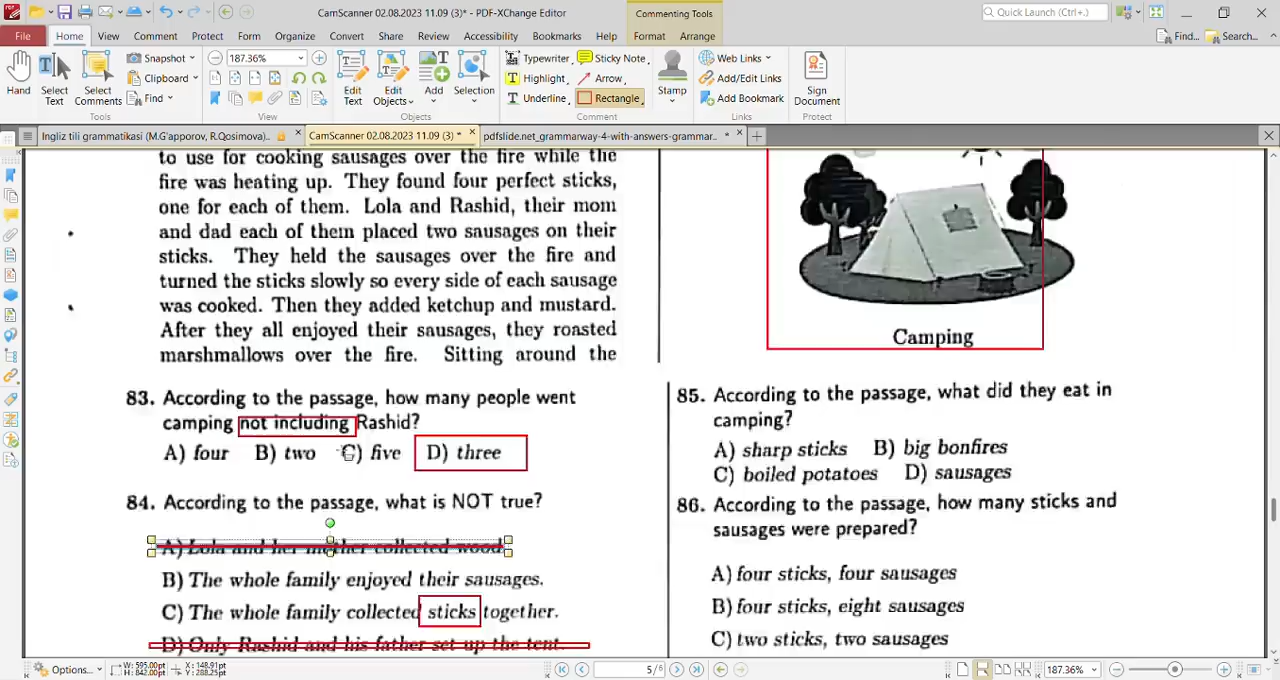 CamScanner 02.08.2023 11.09 (3)* - PDF-XChange Editor
Commenting Tools
Quick Launch (Ctrl+.)
File Home View Comment Protect Form Organize Convert Share Review Accessibility Bookmarks Help Format Arrange Find... Search...
Hand
Select Text
Select Comments
Snapshot
Clipboard
Find
Tools
187.36%
View
Edit Text
Edit Objects
Add
Selection
Objects
Typewriter
Highlight
Underline
Sticky Note
Arrow
Rectangle
Stamp
Comment
Web Links
Add/Edit Links
Add Bookmark
Links
Sign Document
Protect
Ingliz tili grammatikasi (M.G'apporov, R.Qosimova)..
CamScanner 02.08.2023 11.09 (3) *
pdfslide.net_grammarway-4-with-answers-grammar... *
to use for cooking sausages over the fire while the
fire was heating up. They found four perfect sticks,
one for each of them. Lola and Rashid, their mom
and dad each of them placed two sausages on their
sticks. They held the sausages over the fire and
turned the sticks slowly so every side of each sausage
was cooked. Then they added ketchup and mustard.
After they all enjoyed their sausages, they roasted
marshmallows over the fire. Sitting around the
83. According to the passage, how many people went
camping not including Rashid?
A) four B) two C) five D) three
84. According to the passage, what is NOT true?
A) Lola and her mother collected wood.
B) The whole family enjoyed their sausages.
C) The whole family collected sticks together.
D) Only Rashid and his father set up the tent.
Camping
85. According to the passage, what did they eat in
camping?
A) sharp sticks B) big bonfires
C) boiled potatoes D) sausages
86. According to the passage, how many sticks and
sausages were prepared?
A) four sticks, four sausages
B) four sticks, eight sausages
C) two sticks, two sausages
Options...
W: 595.00pt
H: 842.00pt
X: 148.91pt
Y: 288.25pt
5/6
187.36%